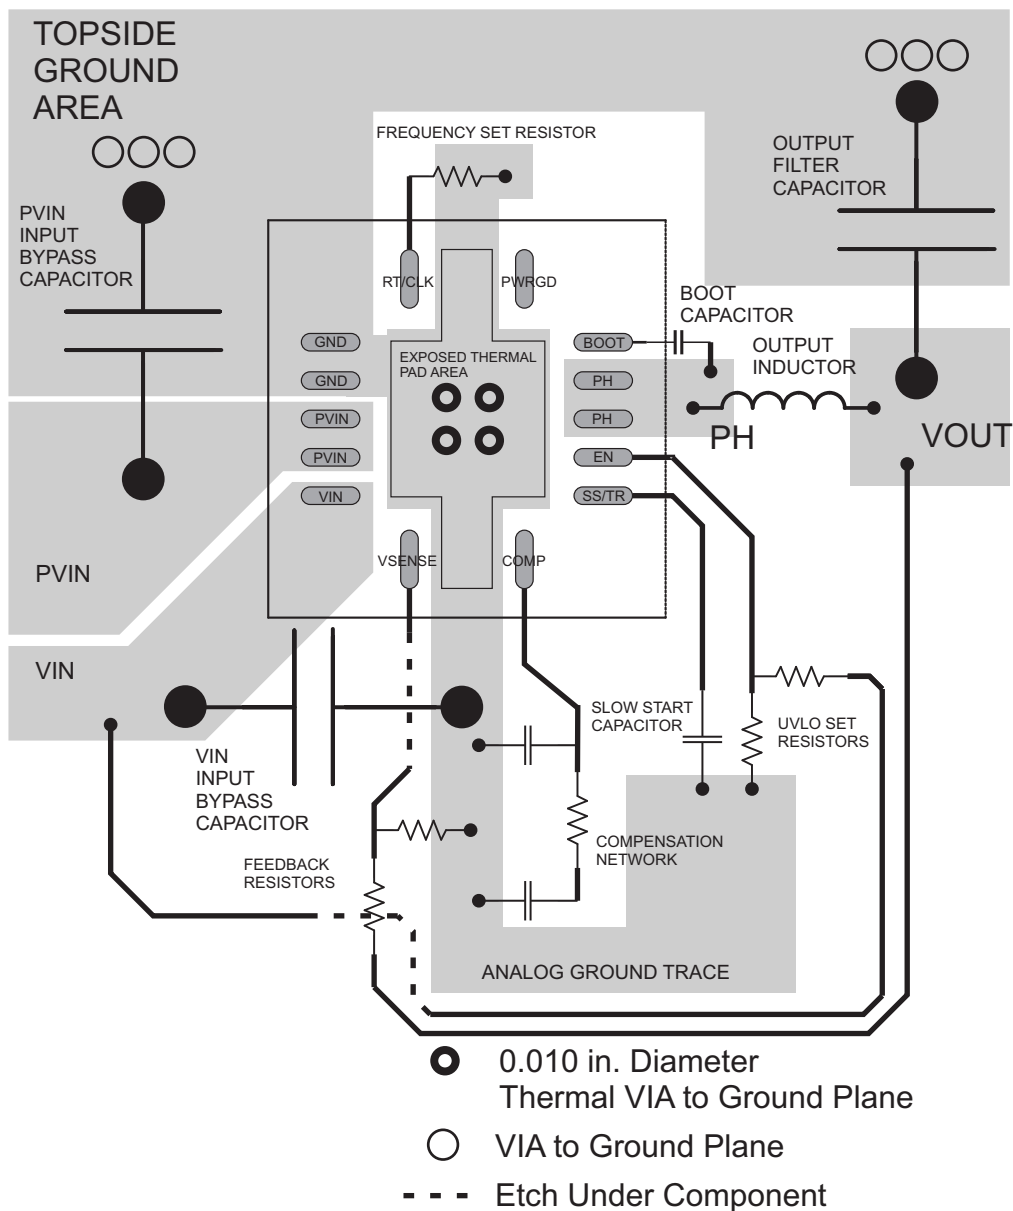 TOPSIDE
GROUND
AREA
FREQUENCY SET RESISTOR
OUTPUT
FILTER
CAPACITOR
PVIN
INPUT
BYPASS
CAPACITOR
RT/CLK
PWRGD
BOOT
CAPACITOR
GND
EXPOSED THERMAL
PAD AREA
BOOT
OUTPUT
INDUCTOR
GND
PH
PVIN
PH
PH
VOUT
PVIN
EN
VIN
SS/TR
VSENSE
COMP
PVIN
VIN
SLOW START
CAPACITOR
UVLO SET
RESISTORS
VIN
INPUT
BYPASS
CAPACITOR
COMPENSATION
NETWORK
FEEDBACK
RESISTORS
ANALOG GROUND TRACE
0.010 in. Diameter
Thermal VIA to Ground Plane
VIA to Ground Plane
Etch Under Component